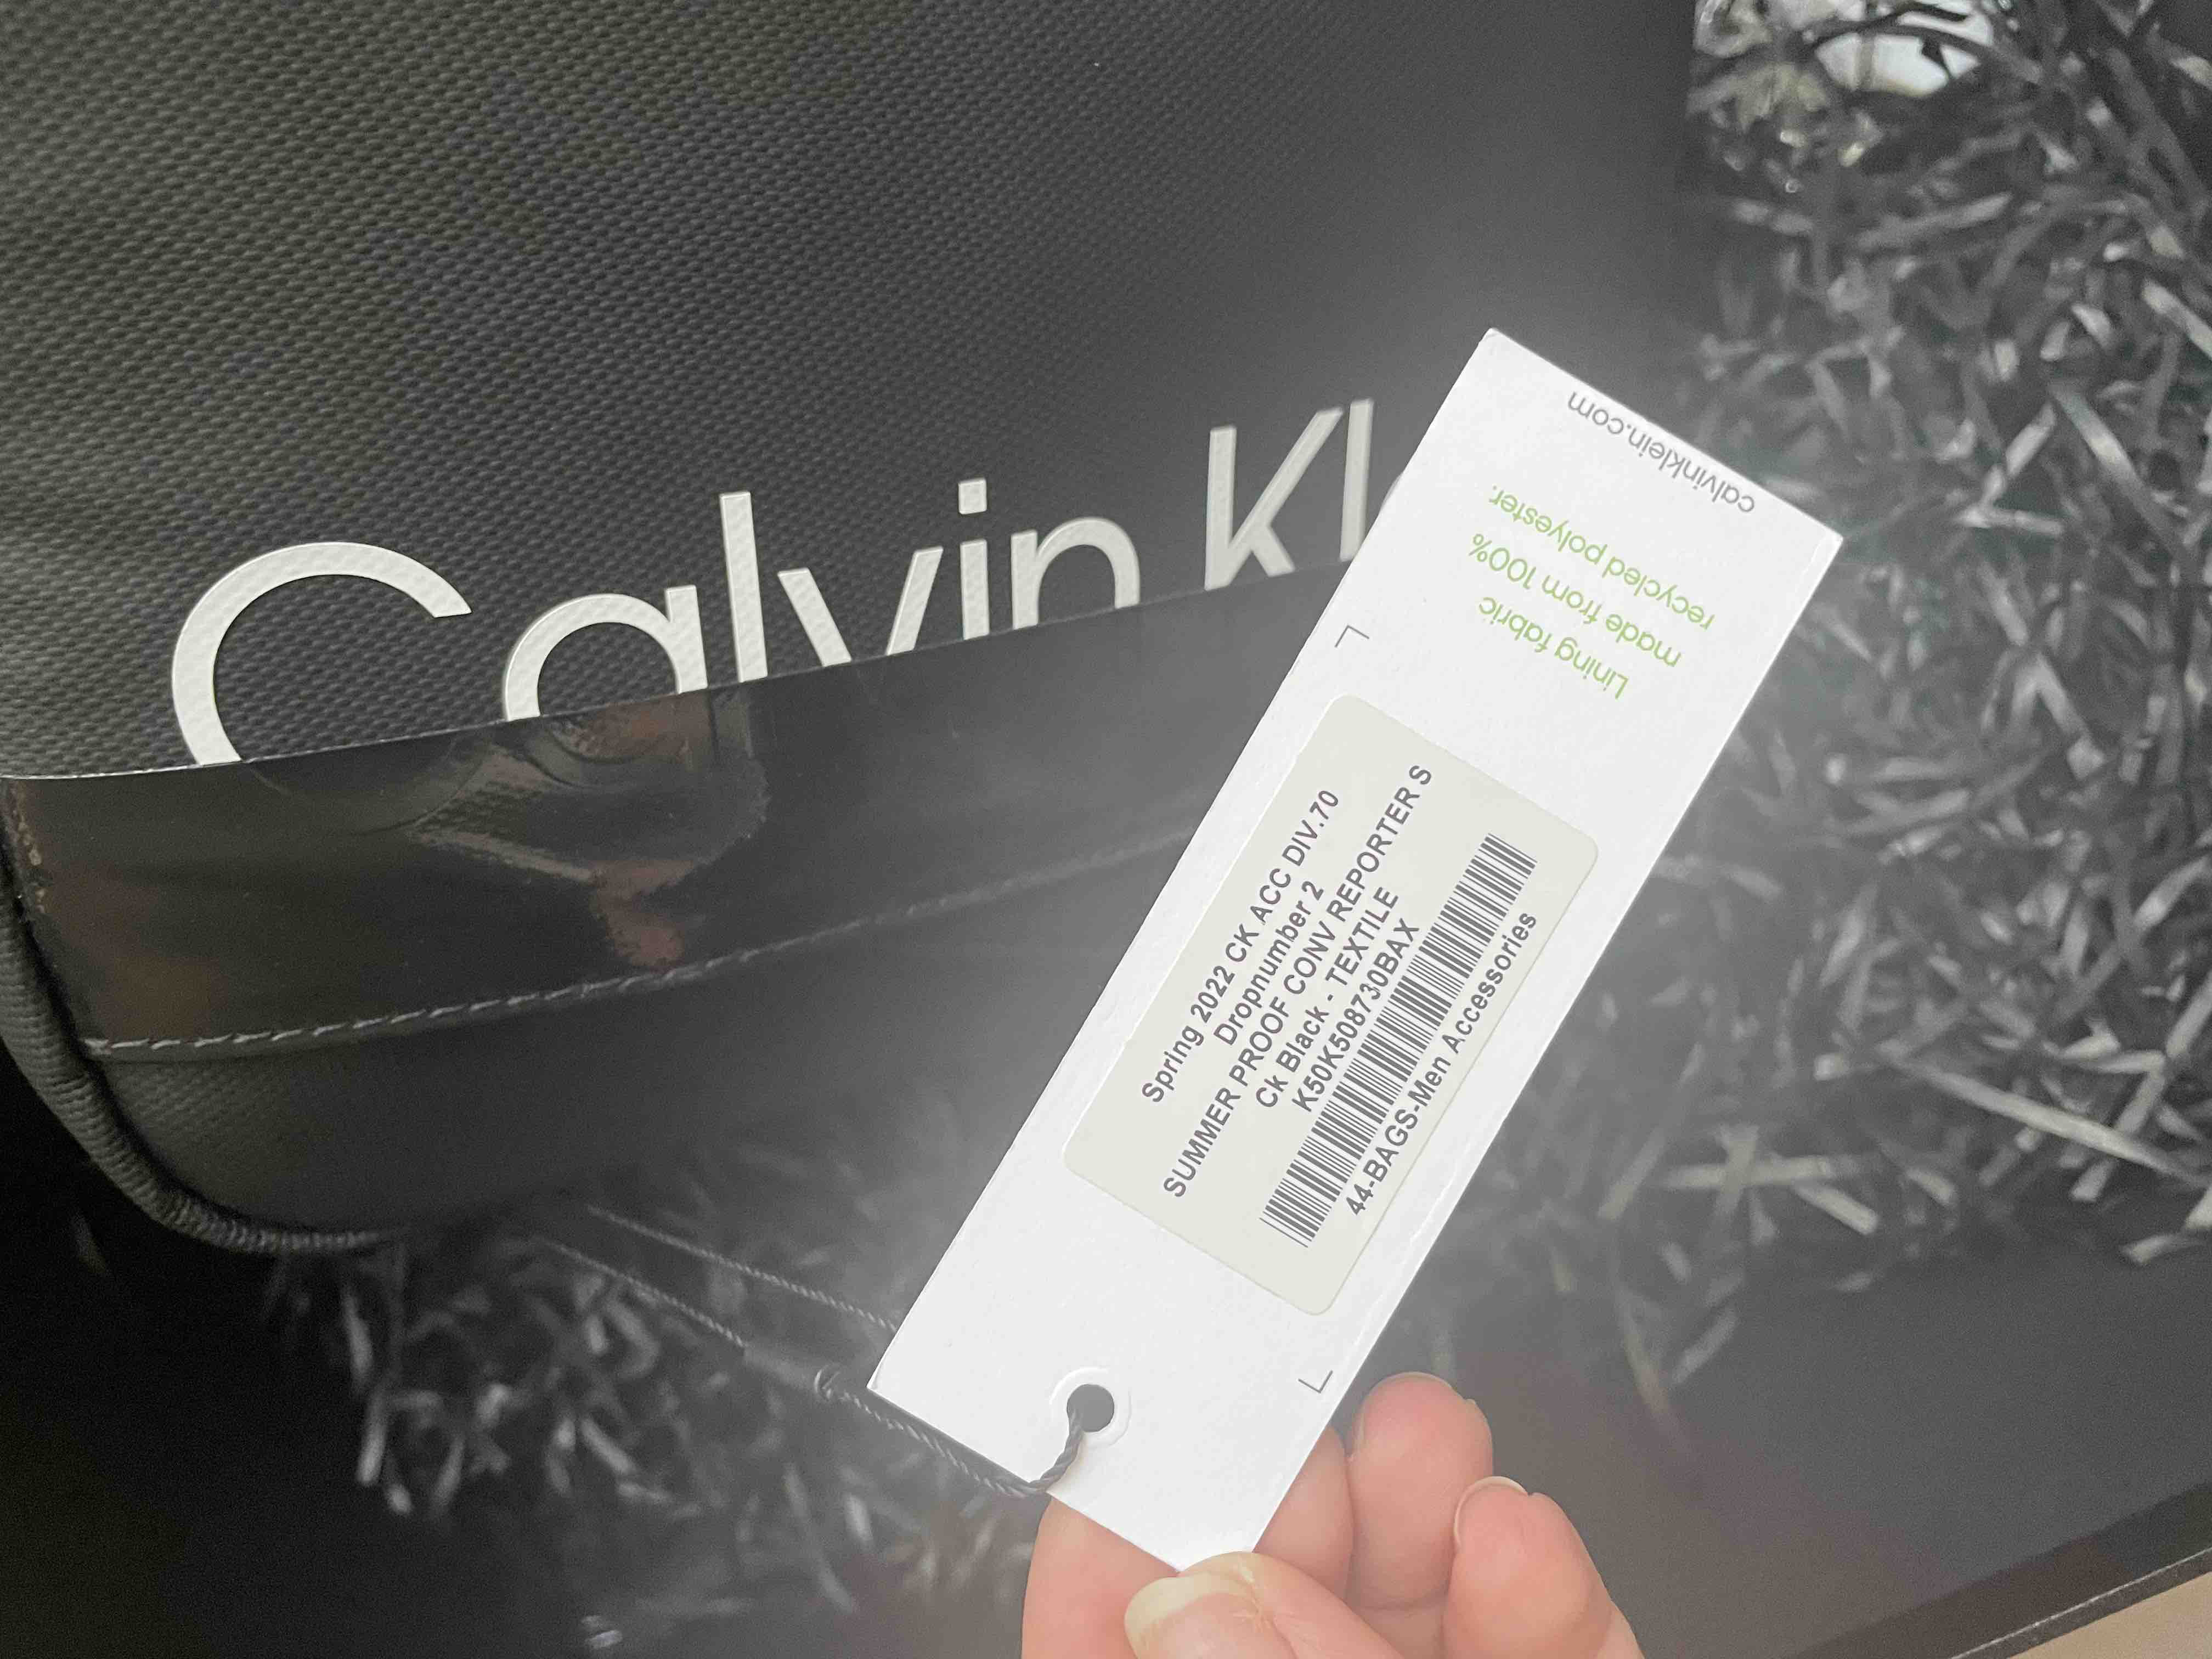 Calvin Kl
calvinklein.com
Lining fabric
made from 100%
recycled polyester.
Spring 2022 CK ACC DIV.70
Dropnumber 2
SUMMER PROOF CONV REPORTER S
Ck Black - TEXTILE
K50K508730BAX
44-BAGS-Men Accessories